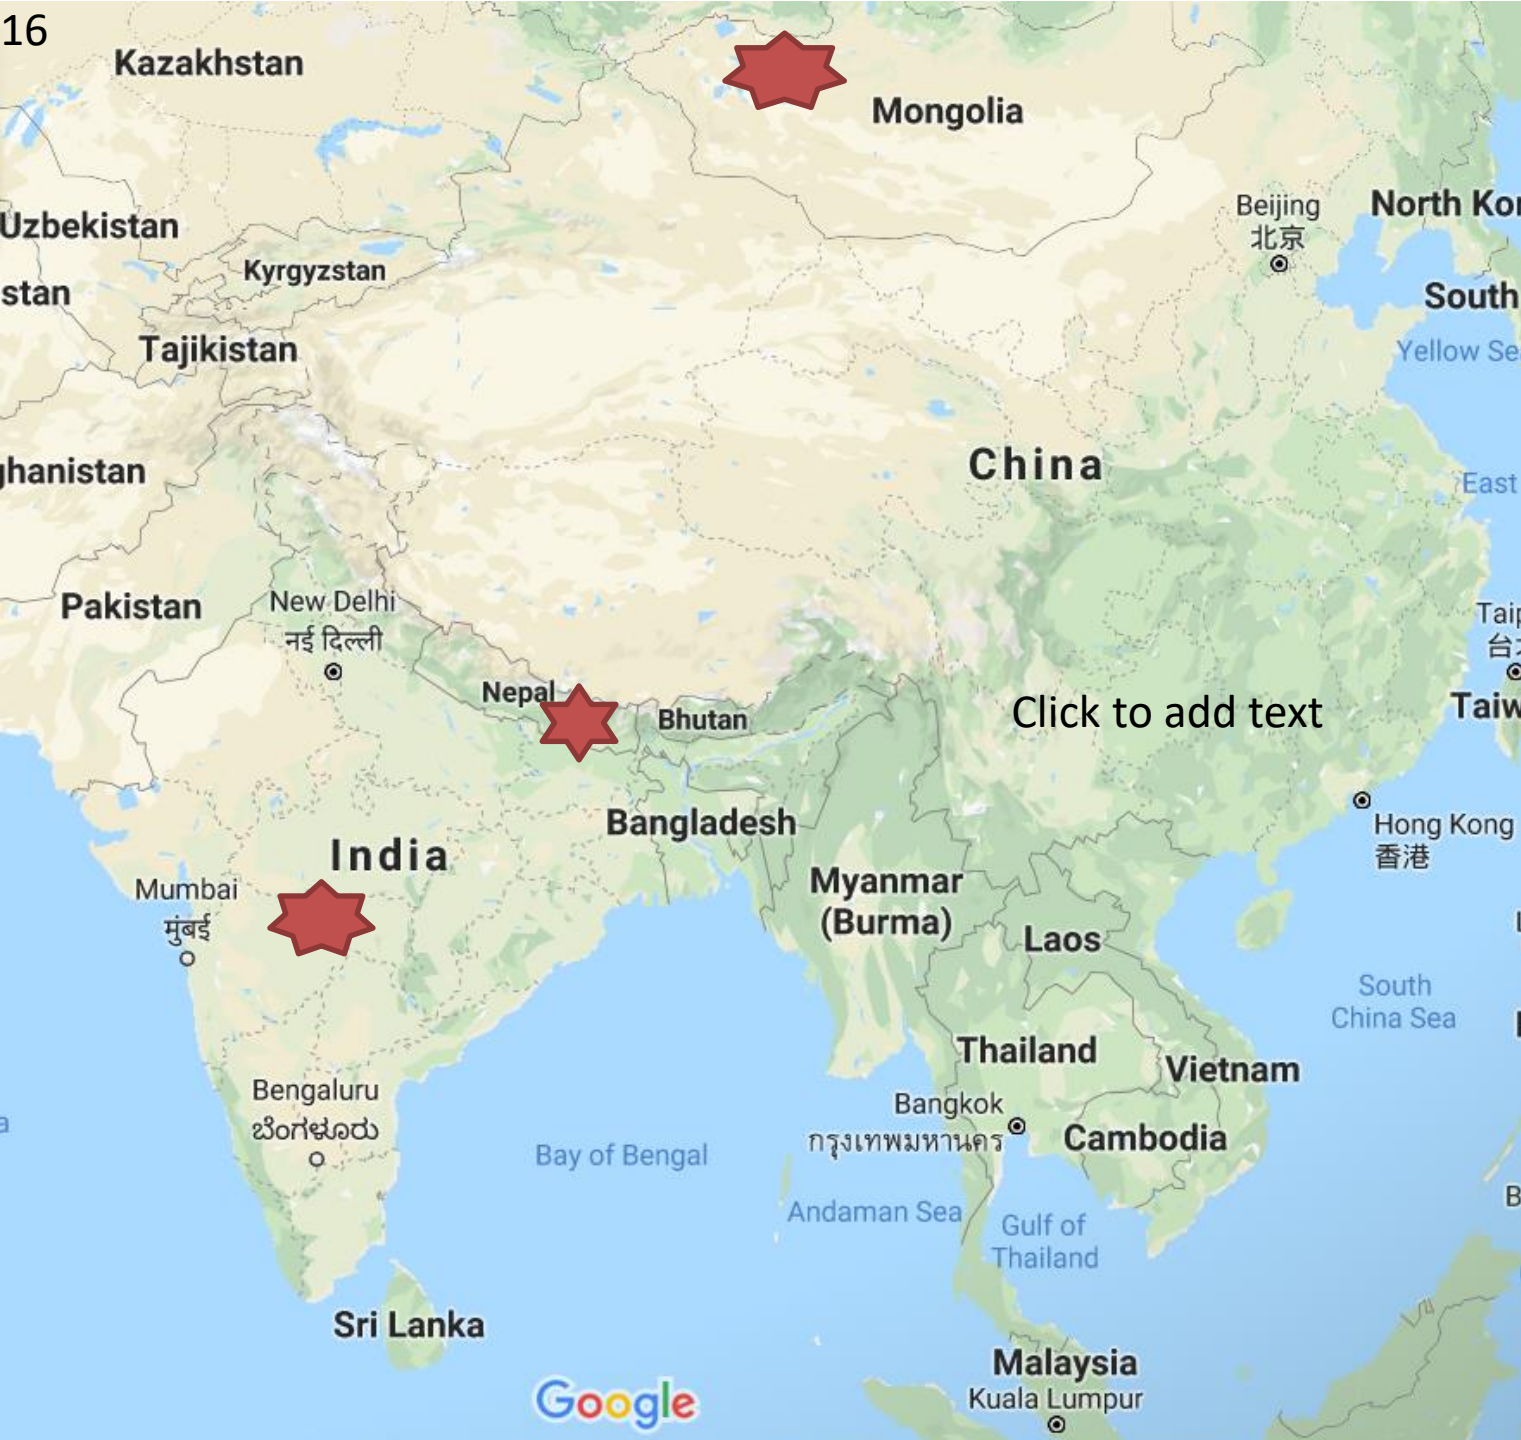 16
Kazakhstan
Mongolia
Beijing
北京
North Kor
Uzbekistan
Kyrgyzstan
stan
South
Tajikistan
Yellow Se
China
ghanistan
East
Pakistan
New Delhi
नई दिल्ली
Taip
台
Nepal
Bhutan
Click to add text
Taiw
Bangladesh
Hong Kong
香港
India
Mumbai
मुंबई
Myanmar
(Burma)
Laos
South
China Sea
Thailand
Vietnam
Bengaluru
ಬೆಂಗಳೂರು
Bangkok
กรุงเทพมหานคร
Cambodia
a
Bay of Bengal
Andaman Sea
Gulf of
Thailand
B
Sri Lanka
Malaysia
Kuala Lumpur
Google